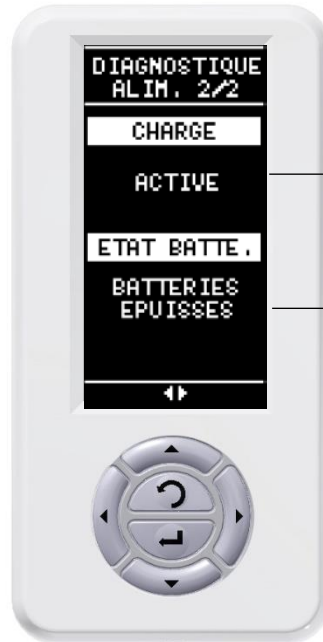 DIAGNOSTIQUE
ALIM. 2/2
CHARGE
ACTIVE
ETAT BATTE.
BATTERIES
EPUISSES